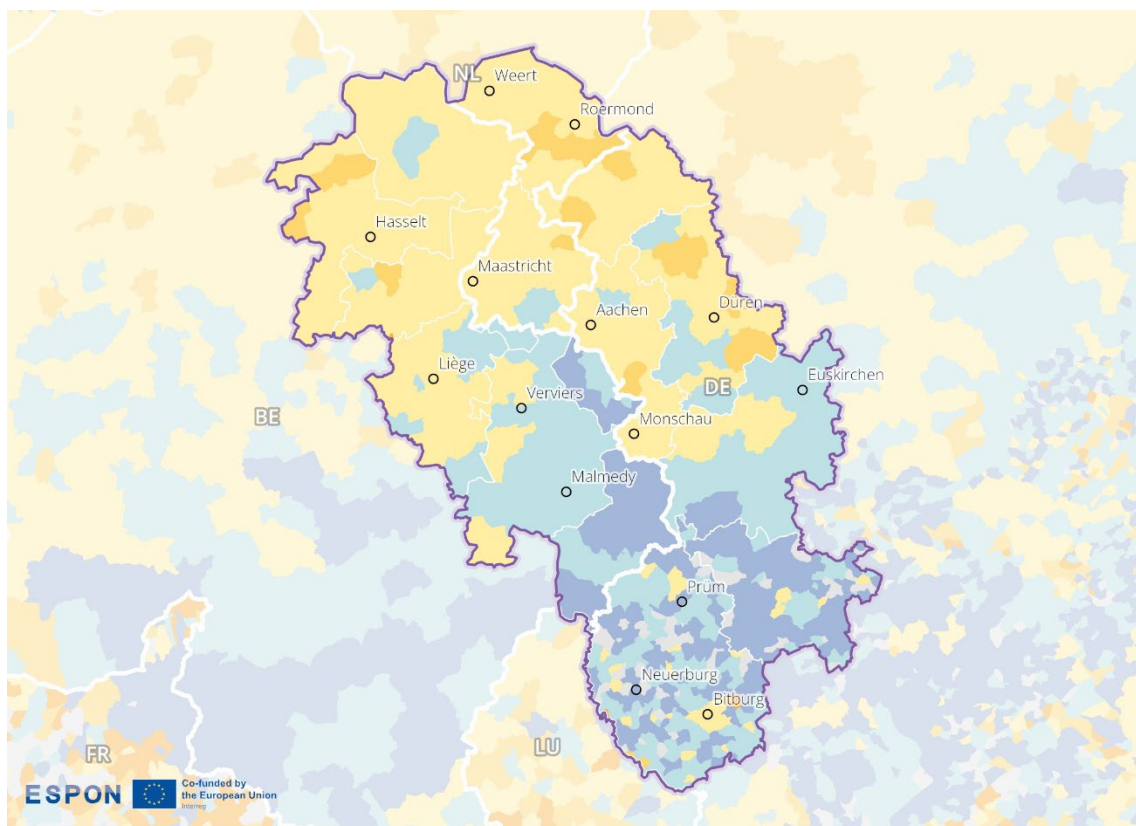 NL
Weert
Roermond
Hasselt
Maastricht
Aachen
Düren
Liège
DE
Euskirchen
Verviers
BE
Monschau
Malmedy
Prüm
Neuerburg
Bitburg
LU
FR
ESPON
Co-funded by
the European Union
Interreg